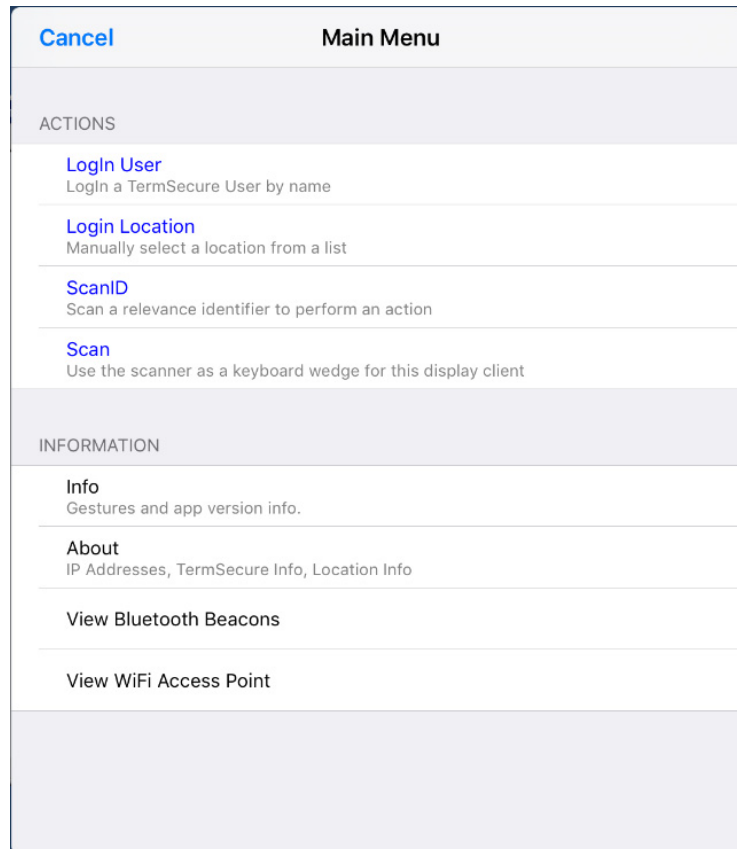 Cancel Main Menu
ACTIONS
LogIn User
LogIn a TermSecure User by name
Login Location
Manually select a location from a list
ScanID
Scan a relevance identifier to perform an action
Scan
Use the scanner as a keyboard wedge for this display client
INFORMATION
Info
Gestures and app version info.
About
IP Addresses, TermSecure Info, Location Info
View Bluetooth Beacons
View WiFi Access Point